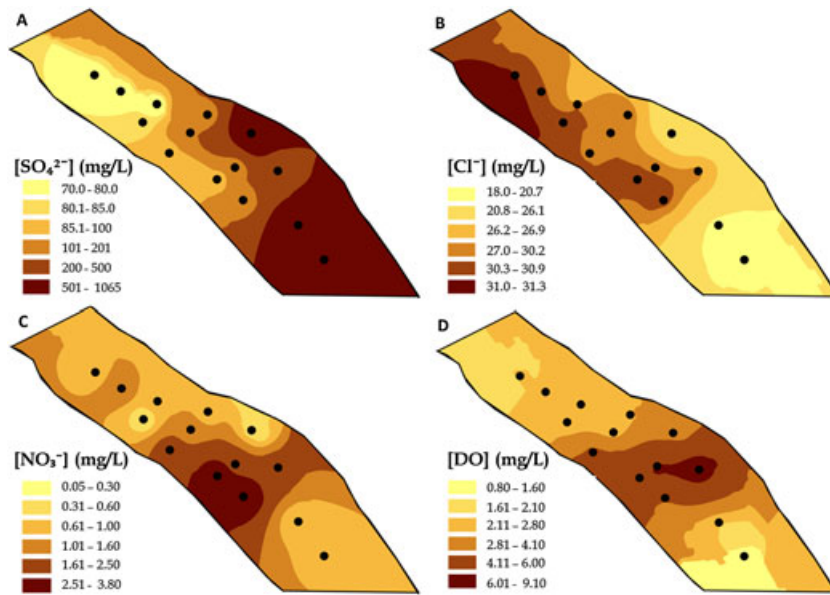 A
[SO₄²⁻] (mg/L)
70.0 – 80.0
80.1 – 85.0
85.1 – 100
101 – 201
200 – 500
501 – 1065
B
[Cl⁻] (mg/L)
18.0 – 20.7
20.8 – 26.1
26.2 – 26.9
27.0 – 30.2
30.3 – 30.9
31.0 – 31.3
C
[NO₃⁻] (mg/L)
0.05 – 0.30
0.31 – 0.60
0.61 – 1.00
1.01 – 1.60
1.61 – 2.50
2.51 – 3.80
D
[DO] (mg/L)
0.80 – 1.60
1.61 – 2.10
2.11 – 2.80
2.81 – 4.10
4.11 – 6.00
6.01 – 9.10